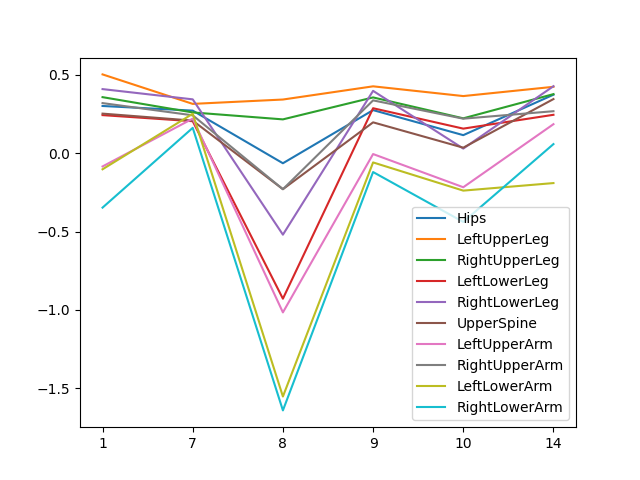 0.5
0.0
−0.5
−1.0
−1.5
1 7 8 9 10 14
Hips
LeftUpperLeg
RightUpperLeg
LeftLowerLeg
RightLowerLeg
UpperSpine
LeftUpperArm
RightUpperArm
LeftLowerArm
RightLowerArm